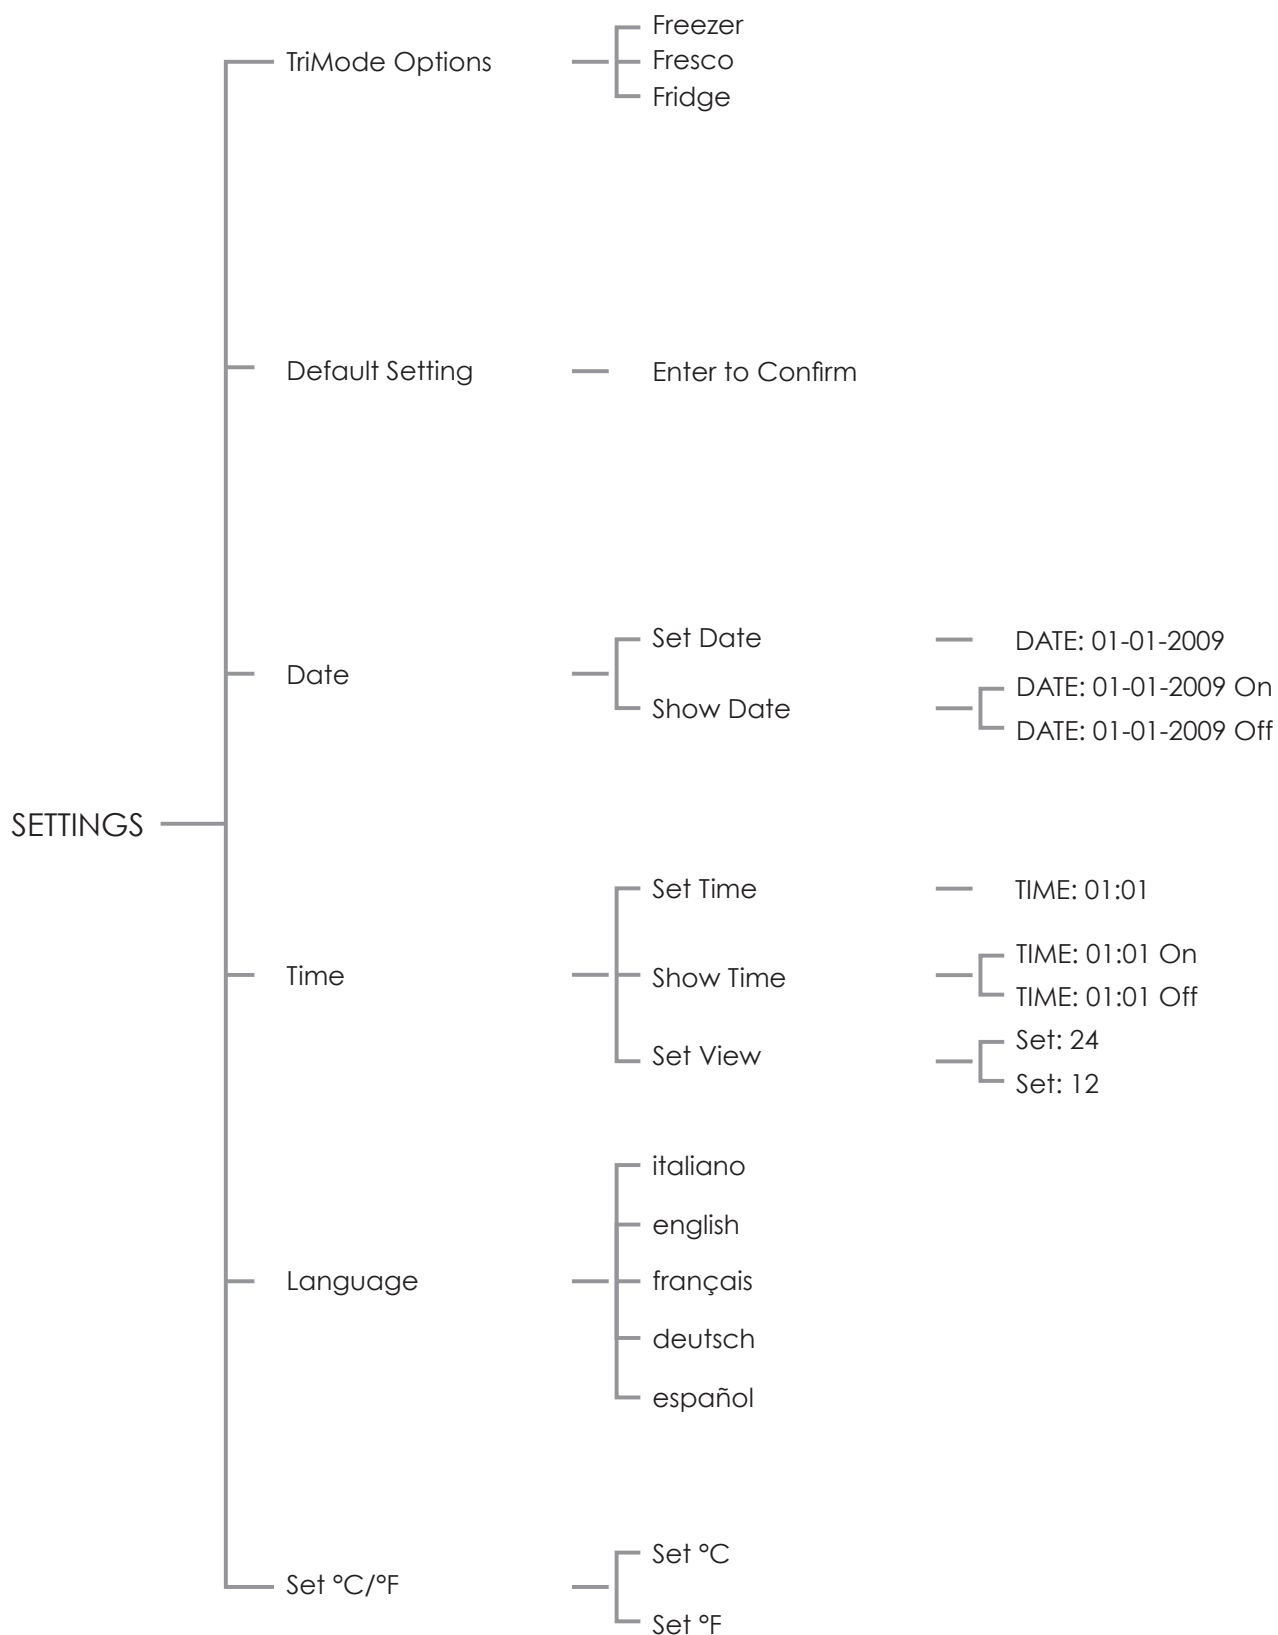 Freezer
TriMode Options
Fresco
Fridge
Default Setting
Enter to Confirm
Set Date
DATE: 01-01-2009
Date
Show Date
DATE: 01-01-2009 On
DATE: 01-01-2009 Off
SETTINGS
Set Time
TIME: 01:01
Time
Show Time
TIME: 01:01 On
TIME: 01:01 Off
Set View
Set: 24
Set: 12
italiano
english
Language
français
deutsch
español
Set °C
Set °C/°F
Set °F